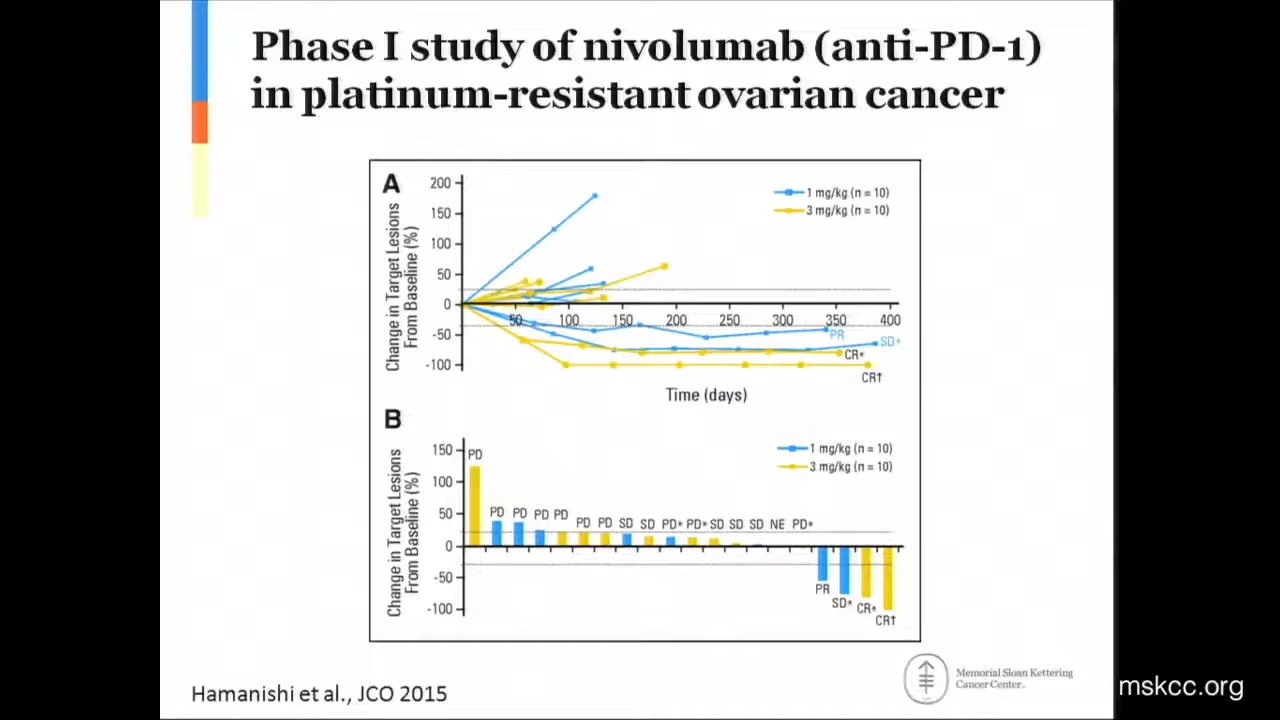 Phase I study of nivolumab (anti-PD-1)
in platinum-resistant ovarian cancer
A
Change in Target Lesions
From Baseline (%)
200
150
100
50
0
-50
-100
1 mg/kg (n = 10)
3 mg/kg (n = 10)
50 100 150 200 250 300 350 400
PR
SD*
CR*
CR†
Time (days)
B
Change in Target Lesions
From Baseline (%)
150
100
50
0
-50
-100
1 mg/kg (n = 10)
3 mg/kg (n = 10)
PD
PD PD PD PD PD PD SD SD PD* PD* SD SD SD NE PD*
PR
SD*
CR*
CR†
Hamanishi et al., JCO 2015
Memorial Sloan Kettering
Cancer Center
mskcc.org